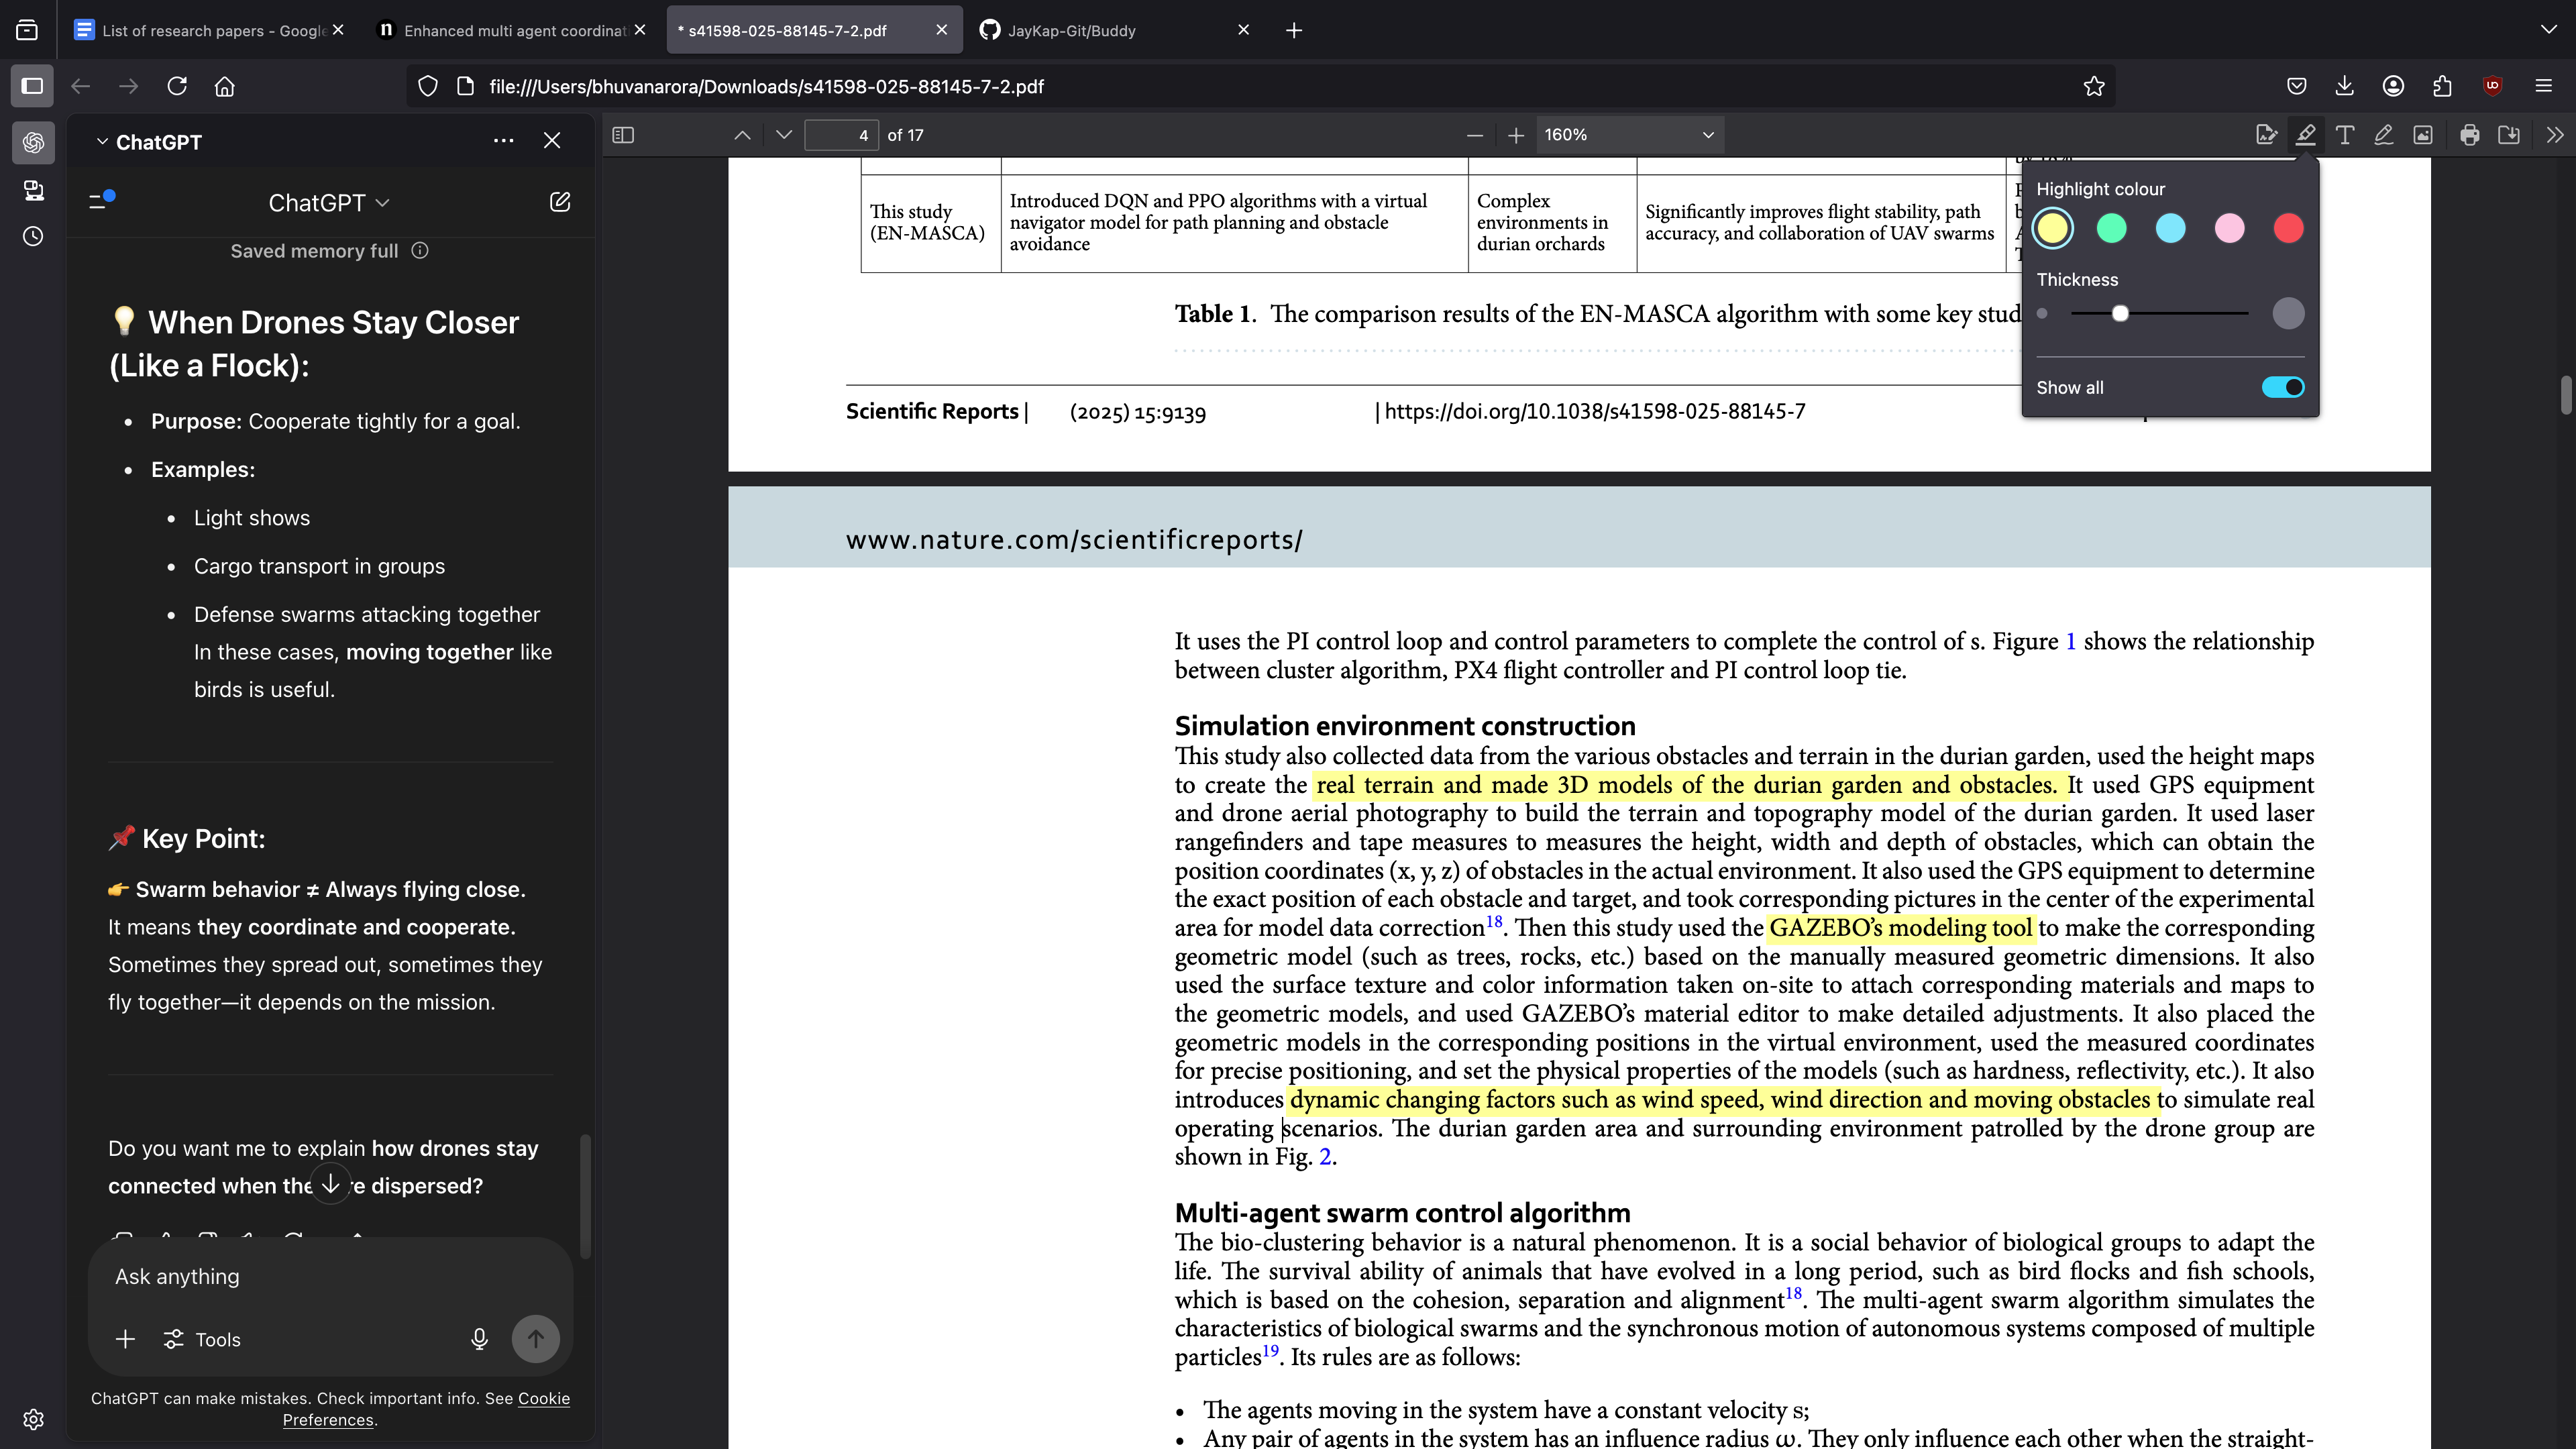 List of research papers - Google
Enhanced multi agent coordinat
* s41598-025-88145-7-2.pdf
JayKap-Git/Buddy
file:///Users/bhuvanarora/Downloads/s41598-025-88145-7-2.pdf
ChatGPT
ChatGPT
Saved memory full
💡 When Drones Stay Closer
(Like a Flock):
• Purpose: Cooperate tightly for a goal.
• Examples:
• Light shows
• Cargo transport in groups
• Defense swarms attacking together
In these cases, moving together like
birds is useful.
📌 Key Point:
👉 Swarm behavior ≠ Always flying close.
It means they coordinate and cooperate.
Sometimes they spread out, sometimes they
fly together—it depends on the mission.
Do you want me to explain how drones stay
connected when the re dispersed?
Ask anything
Tools
ChatGPT can make mistakes. Check important info. See Cookie
Preferences.
4 of 17
160%
This study
(EN-MASCA)
Introduced DQN and PPO algorithms with a virtual
navigator model for path planning and obstacle
avoidance
Complex
environments in
durian orchards
Significantly improves flight stability, path
accuracy, and collaboration of UAV swarms
Highlight colour
Thickness
Show all
Table 1. The comparison results of the EN-MASCA algorithm with some key stud
Scientific Reports | (2025) 15:9139 | https://doi.org/10.1038/s41598-025-88145-7
www.nature.com/scientificreports/
It uses the PI control loop and control parameters to complete the control of s. Figure 1 shows the relationship
between cluster algorithm, PX4 flight controller and PI control loop tie.
Simulation environment construction
This study also collected data from the various obstacles and terrain in the durian garden, used the height maps
to create the real terrain and made 3D models of the durian garden and obstacles. It used GPS equipment
and drone aerial photography to build the terrain and topography model of the durian garden. It used laser
rangefinders and tape measures to measures the height, width and depth of obstacles, which can obtain the
position coordinates (x, y, z) of obstacles in the actual environment. It also used the GPS equipment to determine
the exact position of each obstacle and target, and took corresponding pictures in the center of the experimental
area for model data correction18. Then this study used the GAZEBO's modeling tool to make the corresponding
geometric model (such as trees, rocks, etc.) based on the manually measured geometric dimensions. It also
used the surface texture and color information taken on-site to attach corresponding materials and maps to
the geometric models, and used GAZEBO's material editor to make detailed adjustments. It also placed the
geometric models in the corresponding positions in the virtual environment, used the measured coordinates
for precise positioning, and set the physical properties of the models (such as hardness, reflectivity, etc.). It also
introduces dynamic changing factors such as wind speed, wind direction and moving obstacles to simulate real
operating scenarios. The durian garden area and surrounding environment patrolled by the drone group are
shown in Fig. 2.
Multi-agent swarm control algorithm
The bio-clustering behavior is a natural phenomenon. It is a social behavior of biological groups to adapt the
life. The survival ability of animals that have evolved in a long period, such as bird flocks and fish schools,
which is based on the cohesion, separation and alignment18. The multi-agent swarm algorithm simulates the
characteristics of biological swarms and the synchronous motion of autonomous systems composed of multiple
particles19. Its rules are as follows:
• The agents moving in the system have a constant velocity s;
• Any pair of agents in the system has an influence radius ω. They only influence each other when the straight-